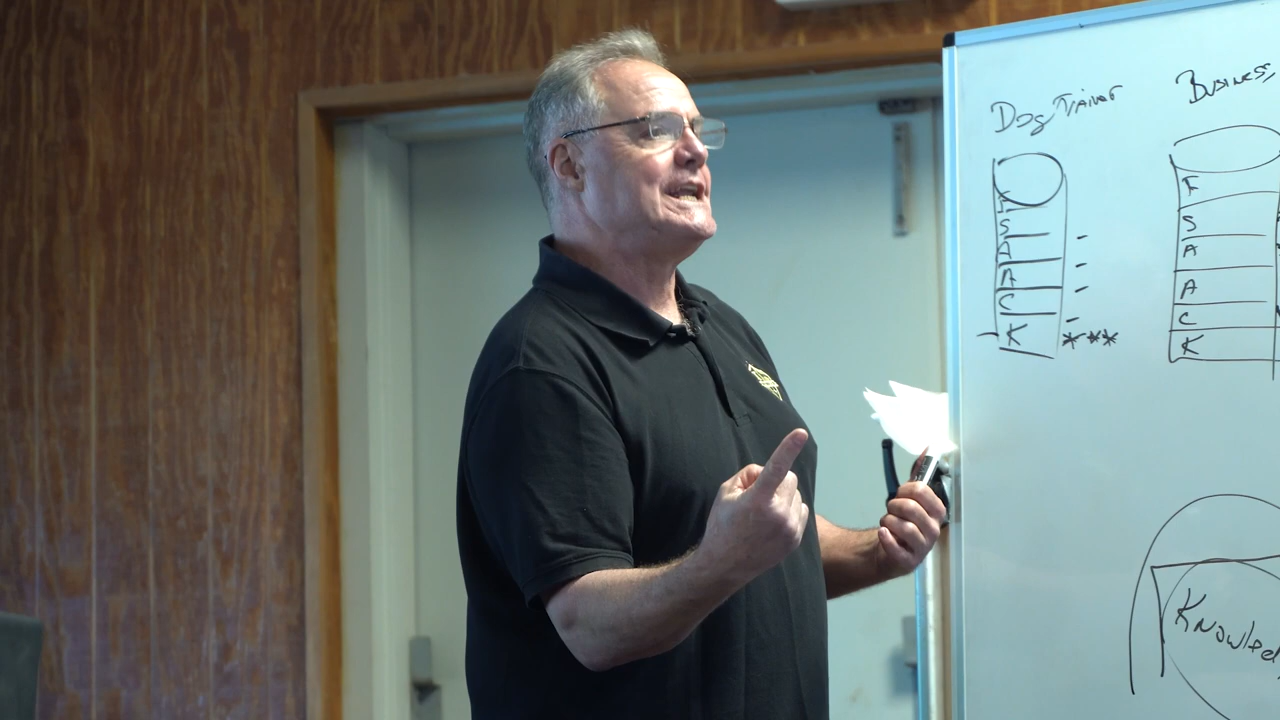 Dog Trainer
S
A
A
C
K
***
Business,
F
S
A
A
C
K
Knowled